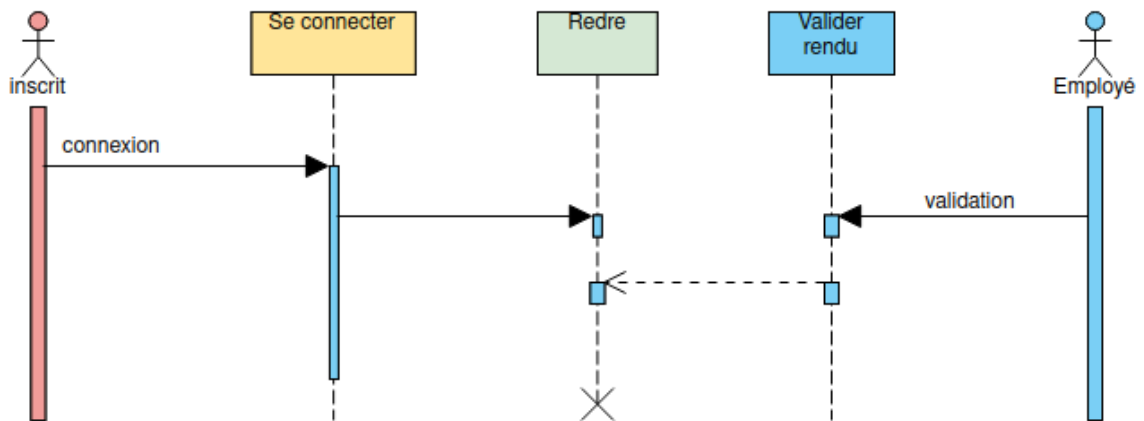 Se connecter
Redre
Valider
rendu
inscrit
Employé
connexion
validation